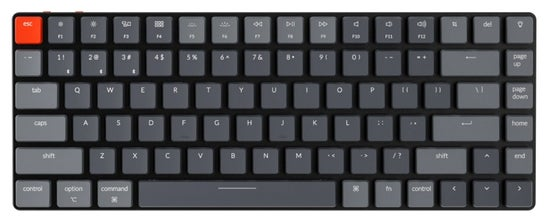 esc F1 F2 F3 F4 F5 F6 F7 F8 F9 F10 F11 F12 del
~ ` 1 ! 2 @ 3 # 4 $ 5 % 6 ^ 7 & 8 * 9 ( 0 ) - _ + = page up
tab Q W E R T Y U I O P { [ } ] \ | page down
caps A S D F G H J K L : ; " ' home
shift Z X C V B N M < , > . / ? shift end
control option command ⌘ fn control